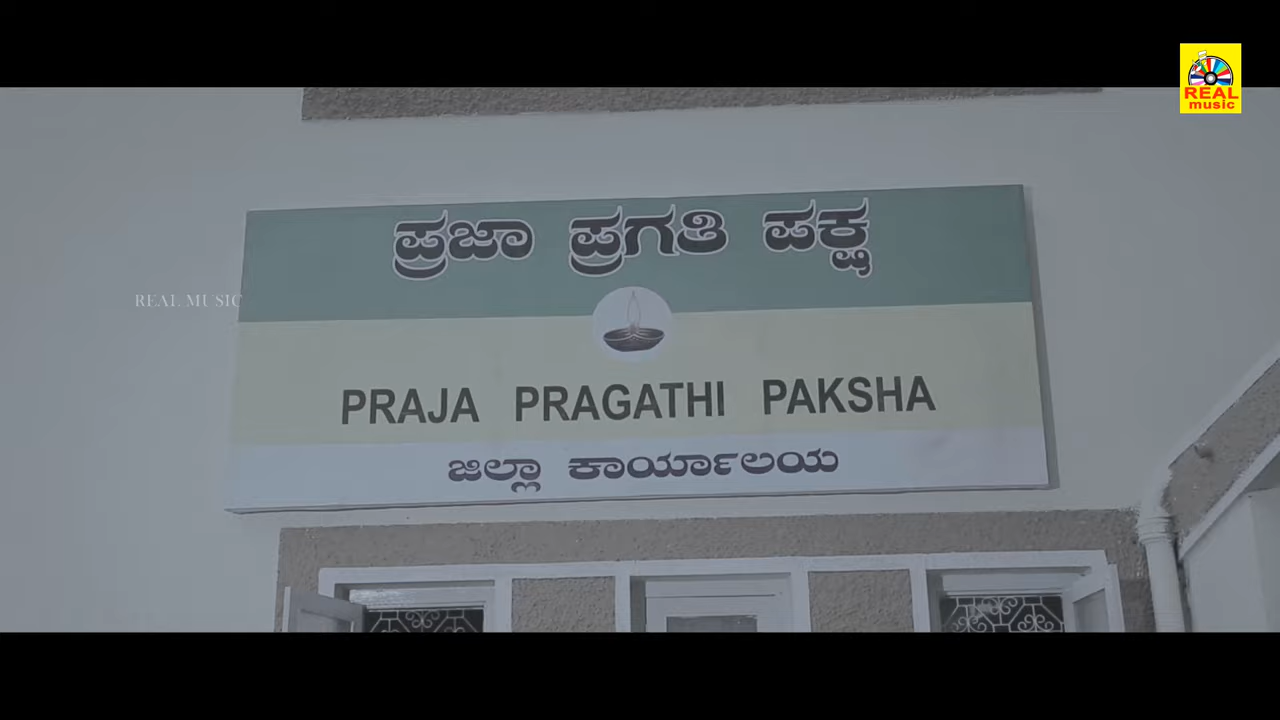 REAL
music
ಪ್ರಜಾ ಪ್ರಗತಿ ಪಕ್ಷ
REAL MUSIC
PRAJA PRAGATHI PAKSHA
ಜಿಲ್ಲಾ ಕಾರ್ಯಾಲಯ